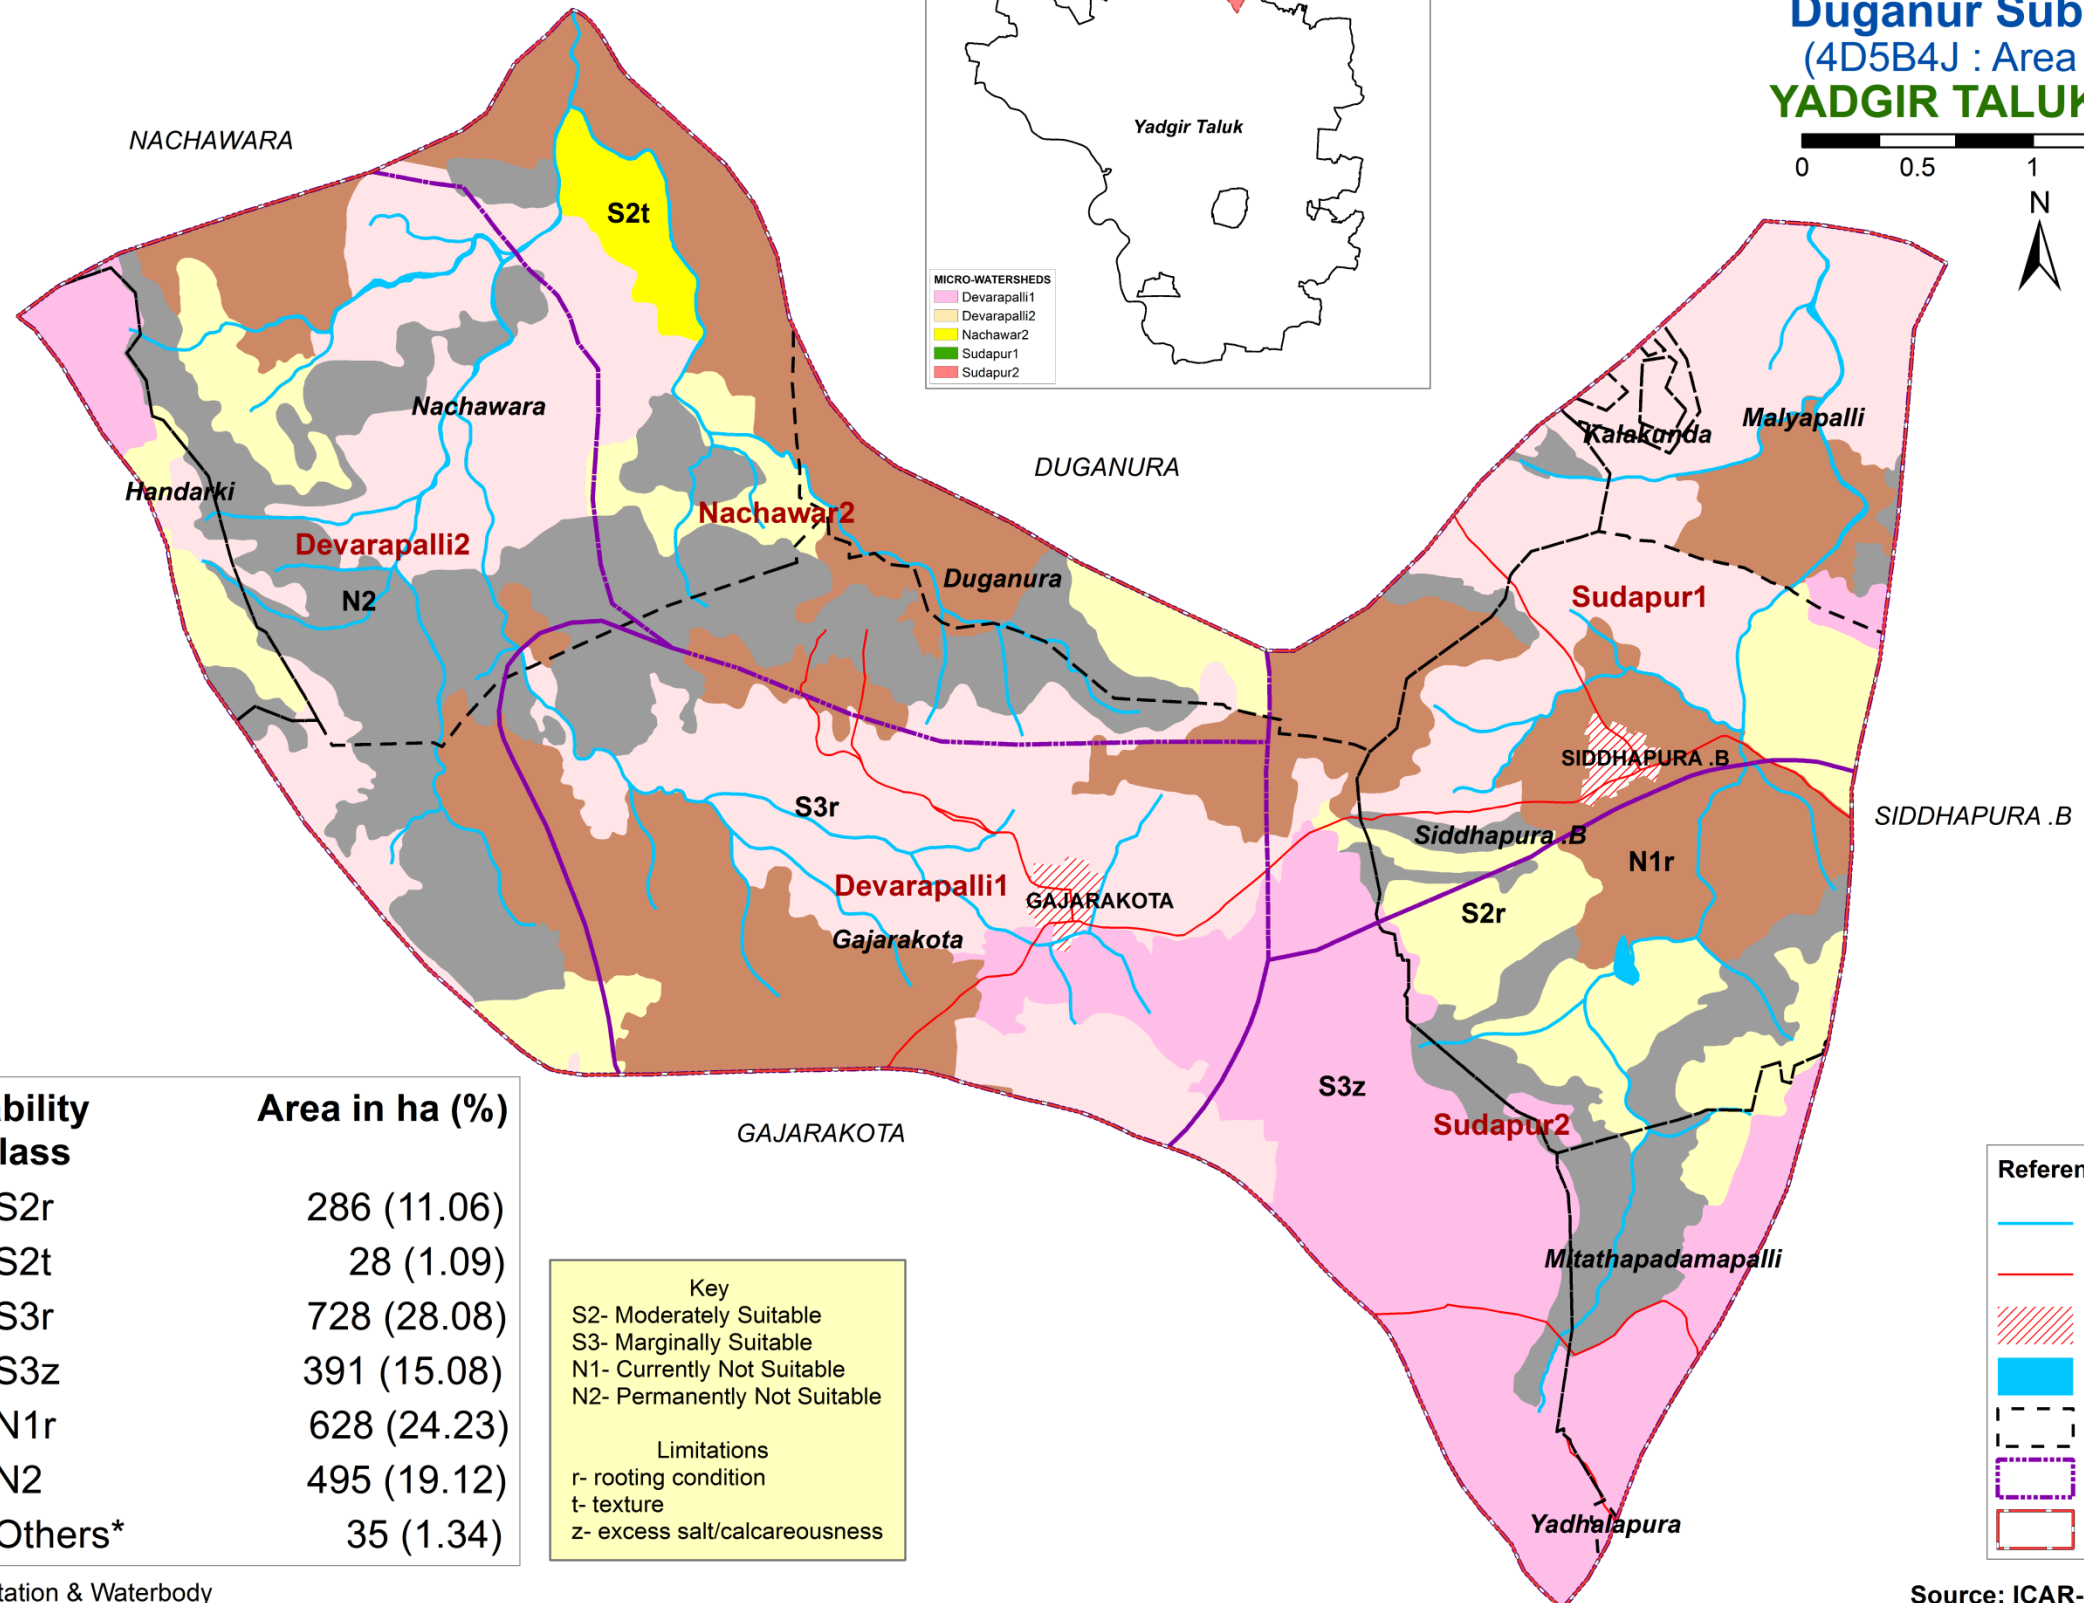 Duganur Sub
(4D5B4J : Area
YADGIR TALUK
0 0.5 1
N
Yadgir Taluk
MICRO-WATERSHEDS
Devarapalli1
Devarapalli2
Nachawar2
Sudapur1
Sudapur2
NACHAWARA
S2t
Nachawara
Handarki
Devarapalli2
N2
Nachawar2
DUGANURA
Duganura
Kalakunda
Malyapalli
Sudapur1
SIDDHAPURA .B
SIDDHAPURA .B
Siddhapura .B
N1r
S2r
S3r
Devarapalli1
GAJARAKOTA
Gajarakota
S3z
Sudapur2
GAJARAKOTA
Mitathapadamapalli
Yadhalapura
ability Area in ha (%)
lass
S2r 286 (11.06)
S2t 28 (1.09)
S3r 728 (28.08)
S3z 391 (15.08)
N1r 628 (24.23)
N2 495 (19.12)
Others* 35 (1.34)
tation & Waterbody
Key
S2- Moderately Suitable
S3- Marginally Suitable
N1- Currently Not Suitable
N2- Permanently Not Suitable
Limitations
r- rooting condition
t- texture
z- excess salt/calcareousness
Referen
Source: ICAR-